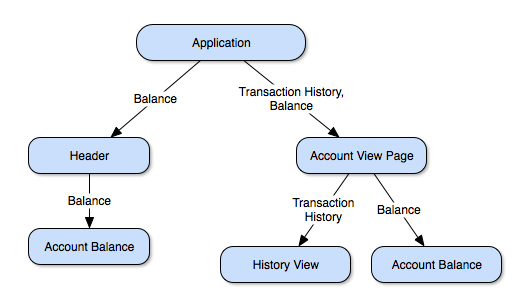 Application
Balance
Transaction History,
Balance
Header
Account View Page
Balance
Transaction
History
Balance
Account Balance
History View
Account Balance